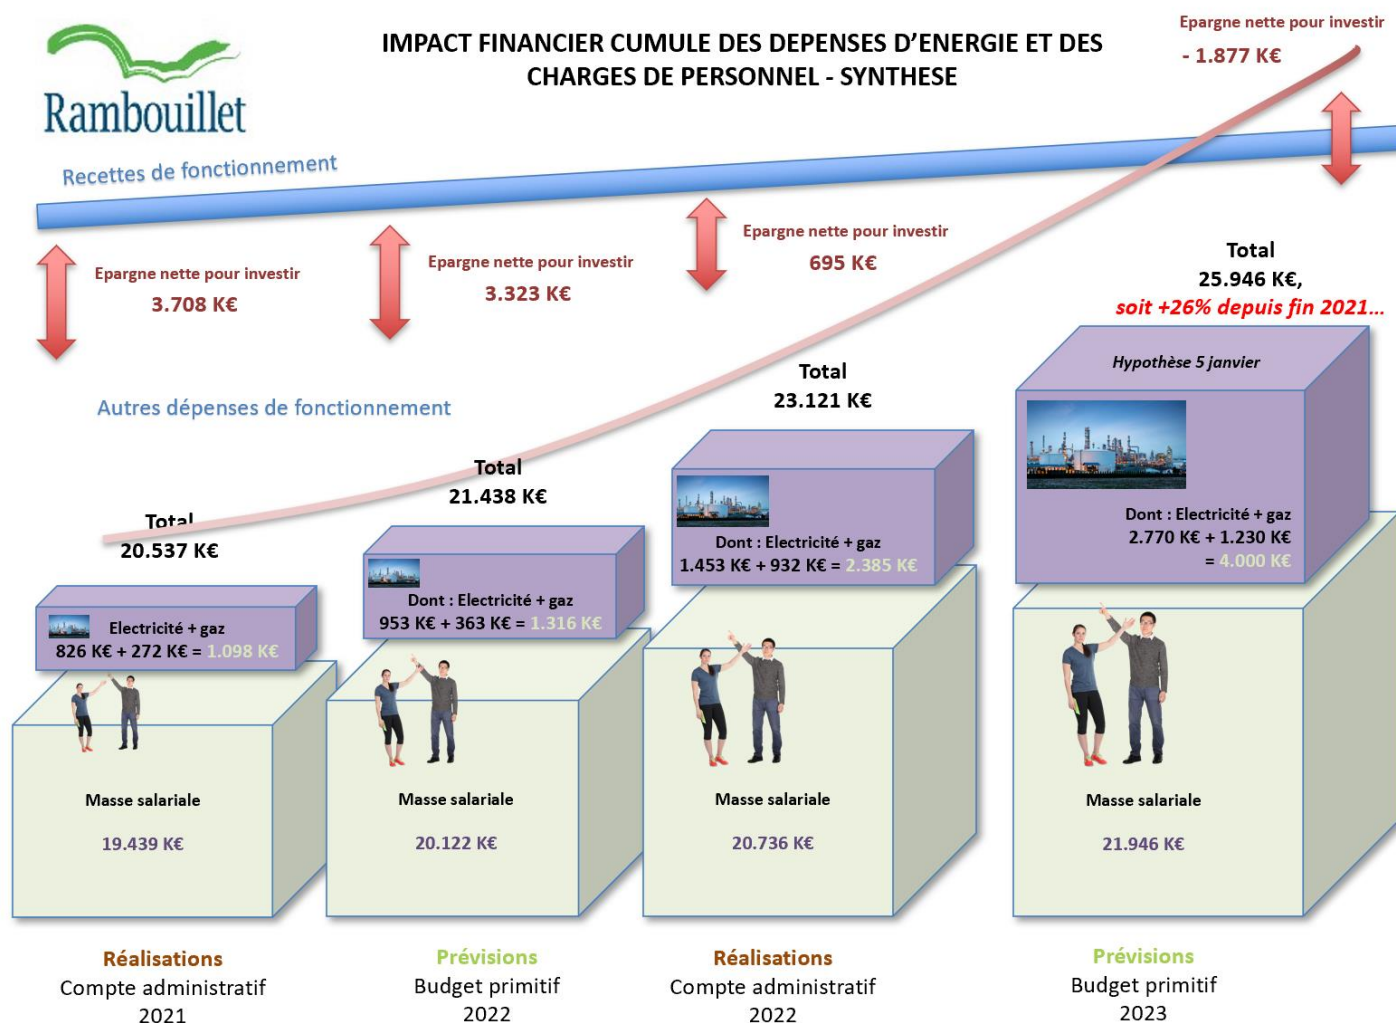 Rambouillet
IMPACT FINANCIER CUMULE DES DEPENSES D'ENERGIE ET DES
CHARGES DE PERSONNEL - SYNTHESE
Epargne nette pour investir
- 1.877 K€
Recettes de fonctionnement
Epargne nette pour investir
3.708 K€
Epargne nette pour investir
3.323 K€
Epargne nette pour investir
695 K€
Total
25.946 K€,
soit +26% depuis fin 2021...
Autres dépenses de fonctionnement
Total
20.537 K€
Electricité + gaz
826 K€ + 272 K€ = 1.098 K€
Masse salariale
19.439 K€
Réalisations
Compte administratif
2021
Total
21.438 K€
Dont : Electricité + gaz
953 K€ + 363 K€ = 1.316 K€
Masse salariale
20.122 K€
Prévisions
Budget primitif
2022
Total
23.121 K€
Dont : Electricité + gaz
1.453 K€ + 932 K€ = 2.385 K€
Masse salariale
20.736 K€
Réalisations
Compte administratif
2022
Hypothèse 5 janvier
Dont : Electricité + gaz
2.770 K€ + 1.230 K€
= 4.000 K€
Masse salariale
21.946 K€
Prévisions
Budget primitif
2023